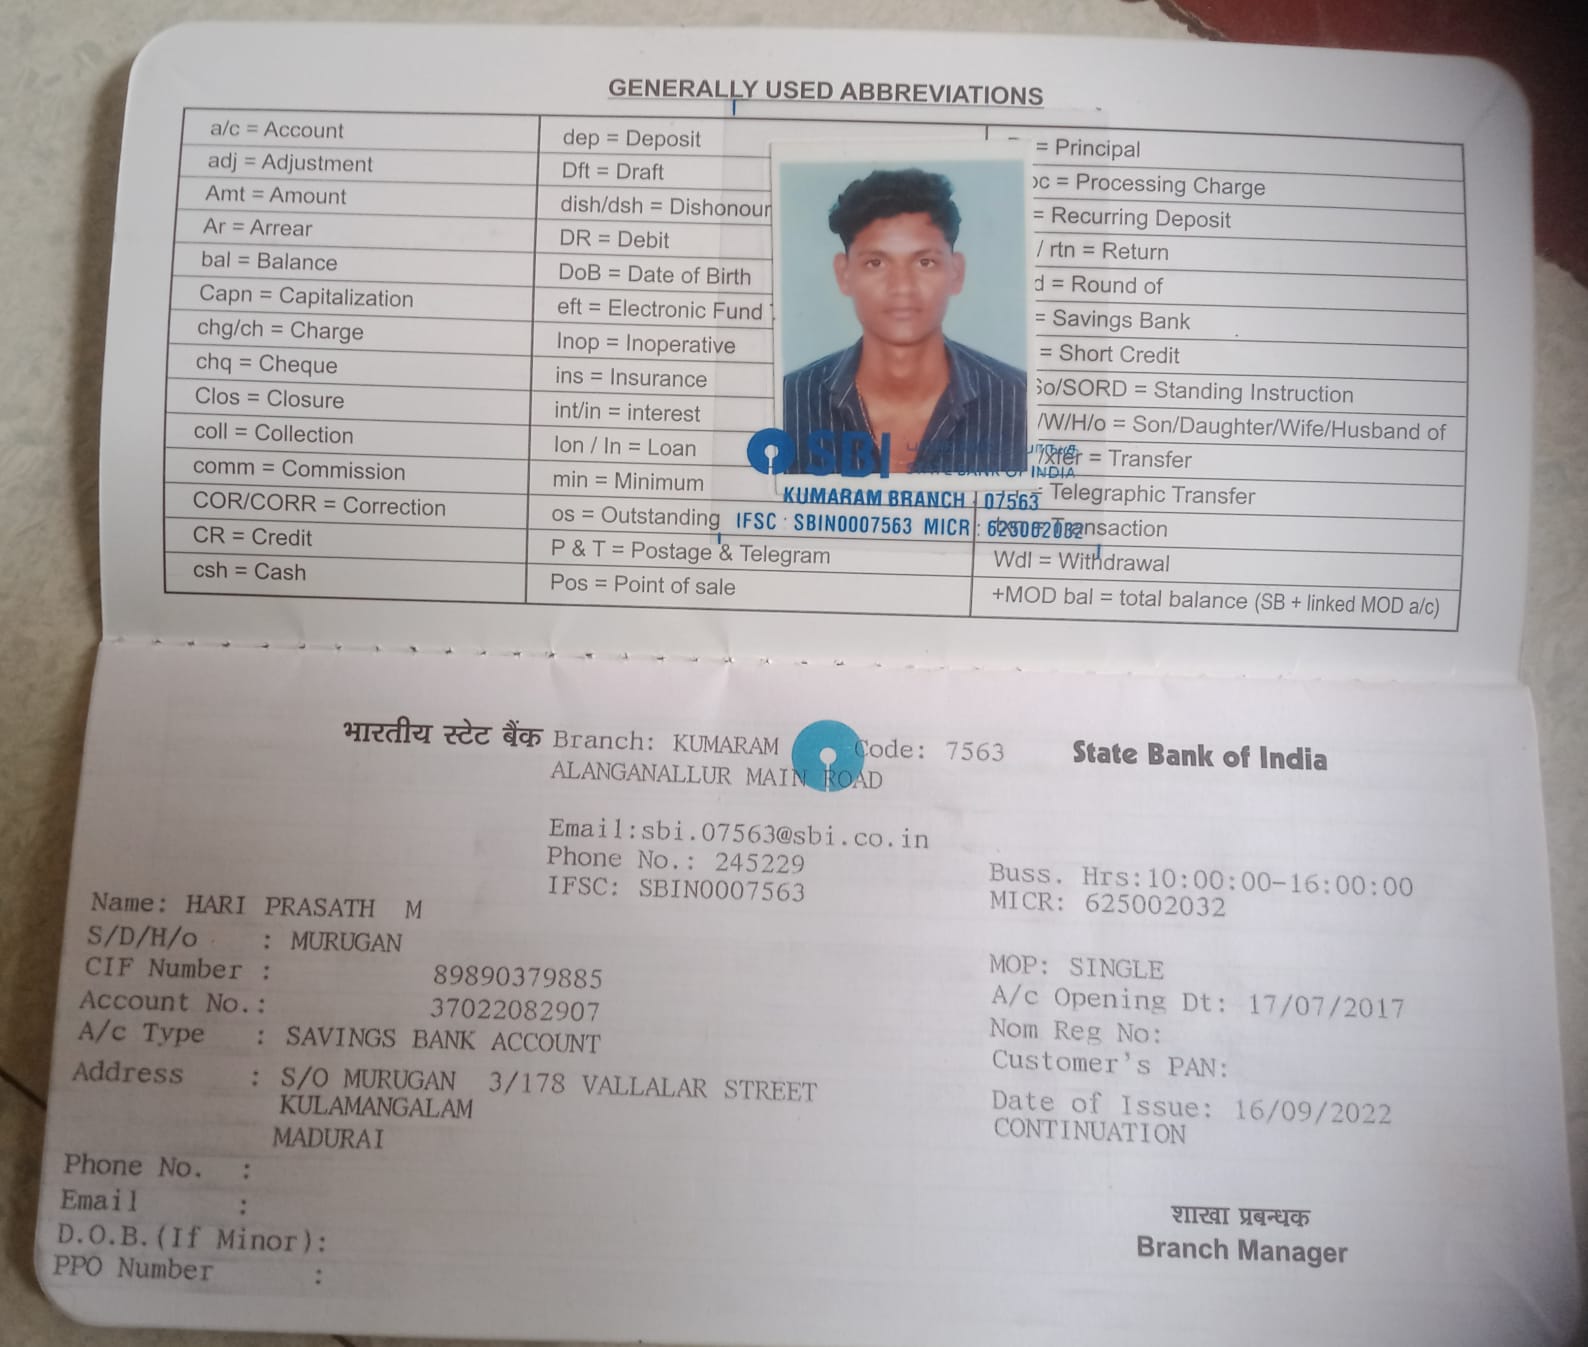 GENERALLY USED ABBREVIATIONS
a/c = Account
adj = Adjustment
Amt = Amount
Ar = Arrear
bal = Balance
Capn = Capitalization
chg/ch = Charge
chq = Cheque
Clos = Closure
coll = Collection
comm = Commission
COR/CORR = Correction
CR = Credit
csh = Cash
dep = Deposit
Dft = Draft
dish/dsh = Dishonour
DR = Debit
DoB = Date of Birth
eft = Electronic Fund
Inop = Inoperative
ins = Insurance
int/in = interest
lon / ln = Loan
min = Minimum
os = Outstanding
P & T = Postage & Telegram
Pos = Point of sale
= Principal
= Processing Charge
= Recurring Deposit
/ rtn = Return
= Round of
= Savings Bank
= Short Credit
So/SORD = Standing Instruction
/W/H/o = Son/Daughter/Wife/Husband of
= Transfer
= Telegraphic Transfer
Transaction
Wdl = Withdrawal
+MOD bal = total balance (SB + linked MOD a/c)
SBI
STATE BANK OF INDIA
KUMARAM BRANCH 07563
IFSC : SBIN0007563 MICR : 625002032
भारतीय स्टेट बैंक Branch: KUMARAM Code: 7563 State Bank of India
ALANGANALLUR MAIN ROAD
Email:sbi.07563@sbi.co.in
Phone No.: 245229 Buss. Hrs:10:00:00-16:00:00
IFSC: SBIN0007563 MICR: 625002032
Name: HARI PRASATH M
S/D/H/o : MURUGAN MOP: SINGLE
CIF Number : 89890379885 A/c Opening Dt: 17/07/2017
Account No.: 37022082907 Nom Reg No:
A/c Type : SAVINGS BANK ACCOUNT Customer's PAN:
Address : S/O MURUGAN 3/178 VALLALAR STREET Date of Issue: 16/09/2022
KULAMANGALAM CONTINUATION
MADURAI
Phone No. :
Email :
D.O.B.(If Minor):
PPO Number :
शाखा प्रबन्धक
Branch Manager